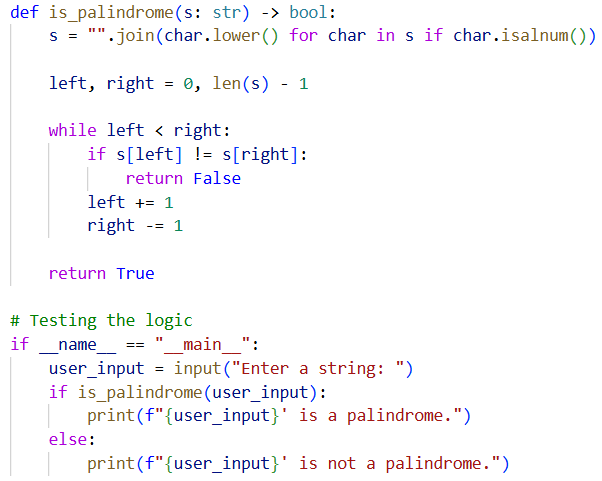 def is_palindrome(s: str) -> bool:
    s = "".join(char.lower() for char in s if char.isalnum())

    left, right = 0, len(s) - 1

    while left < right:
        if s[left] != s[right]:
            return False
        left += 1
        right -= 1

    return True

# Testing the logic
if __name__ == "__main__":
    user_input = input("Enter a string: ")
    if is_palindrome(user_input):
        print(f"{user_input}' is a palindrome.")
    else:
        print(f"{user_input}' is not a palindrome.")